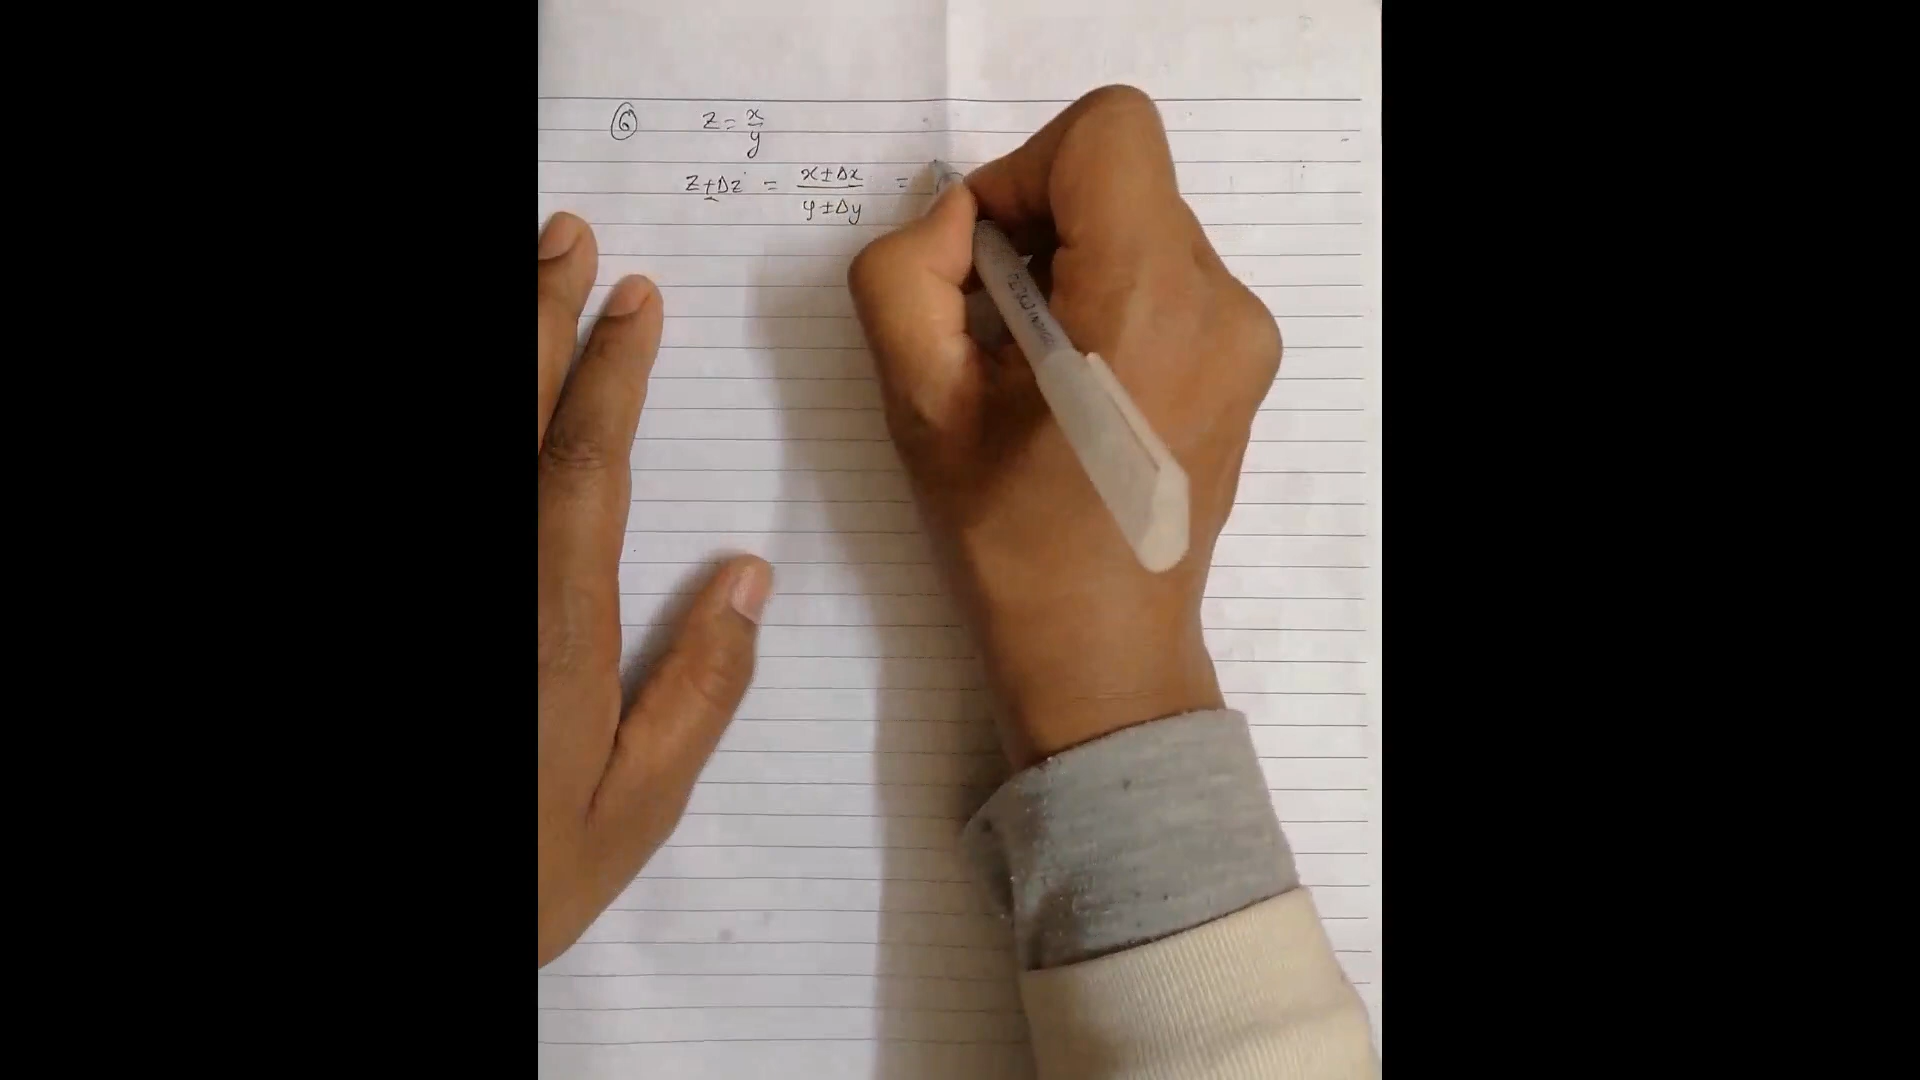 ⑥ z = x/y
z ± Δz = (x ± Δx)/(y ± Δy) =